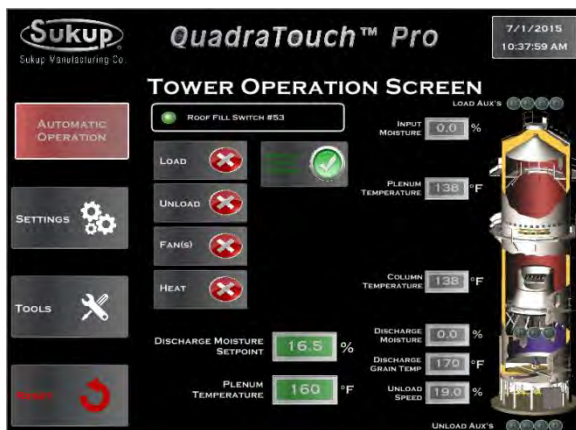 Sukup®
Sukup Manufacturing Co.
QuadraTouch™ Pro
7/1/2015
10:37:59 AM
TOWER OPERATION SCREEN
AUTOMATIC
OPERATION
SETTINGS
TOOLS
RESET
ROOF FILL SWITCH #53
LOAD
UNLOAD
FAN(S)
HEAT
DISCHARGE MOISTURE
SETPOINT
16.5 %
PLENUM
TEMPERATURE
160 °F
LOAD AUX'S
INPUT
MOISTURE
0.0 %
PLENUM
TEMPERATURE
138 °F
COLUMN
TEMPERATURE
138 °F
DISCHARGE
MOISTURE
0.0 %
DISCHARGE
GRAIN TEMP
170 °F
UNLOAD
SPEED
19.0 %
UNLOAD AUX'S